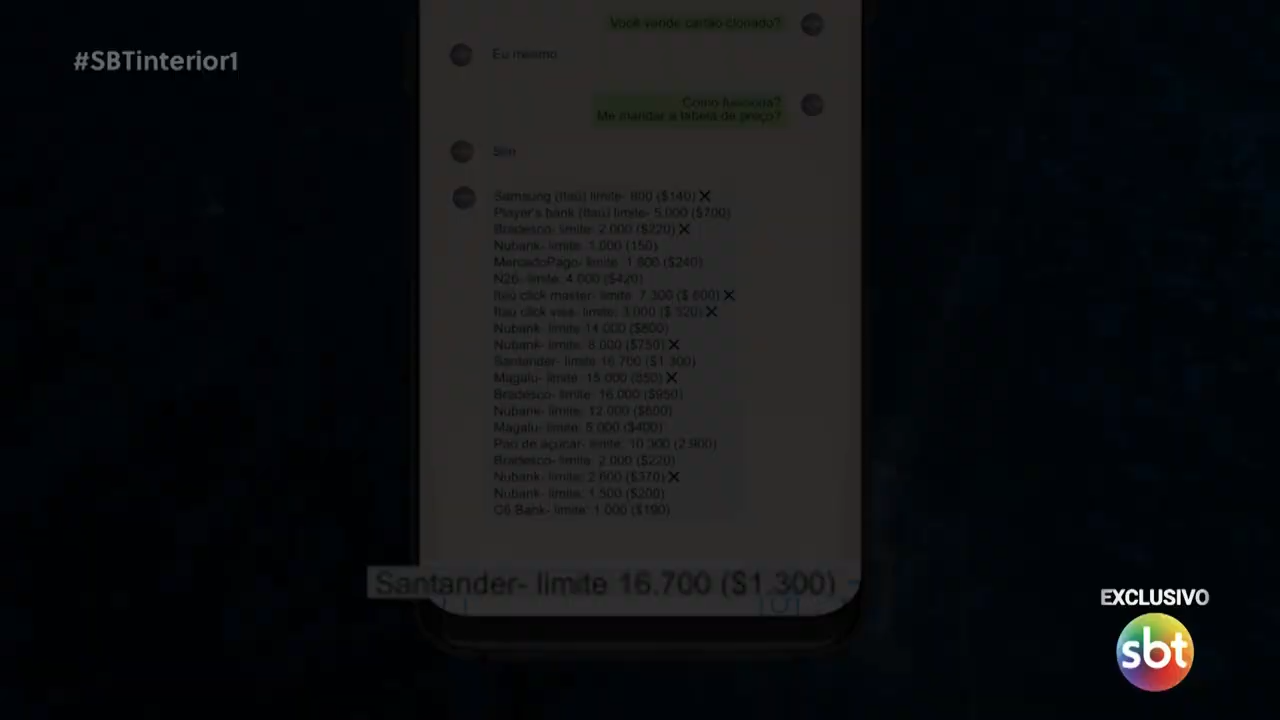 #SBTinterior1
Você vende cartão clonado?
Eu mesmo
Como funciona?
Me mandar a tabela de preço?
Sim
Samsung (Itaú) limite- 800 ($140) X
Player's bank (Itaú) limite- 5.000 ($700)
Bradesco- limite: 2.000 ($220) X
Nubank- limite: 1.000 (150)
MercadoPago- limite: 1.800 ($240)
N26- limite: 4.000 ($420)
Itaú click master- limite: 7.300 ($ 600) X
Itaú click visa- limite: 3.000 ($ 320) X
Nubank- limite 14.000 ($800)
Nubank- limite: 8.000 ($750) X
Santander- limite 16.700 ($1.300)
Magalu- limite: 15.000 (850) X
Bradesco- limite: 16.000 ($950)
Nubank- limite: 12.000 ($600)
Magalu- limite: 5.000 ($400)
Pão de açúcar- limite: 10.300 (2.900)
Bradesco- limite: 2.000 ($220)
Nubank- limite: 2.600 ($370) X
Nubank- limite: 1.500 ($200)
C6 Bank- limite: 1.000 ($190)
Santander- limite 16.700 ($1.300)
EXCLUSIVO
sbt